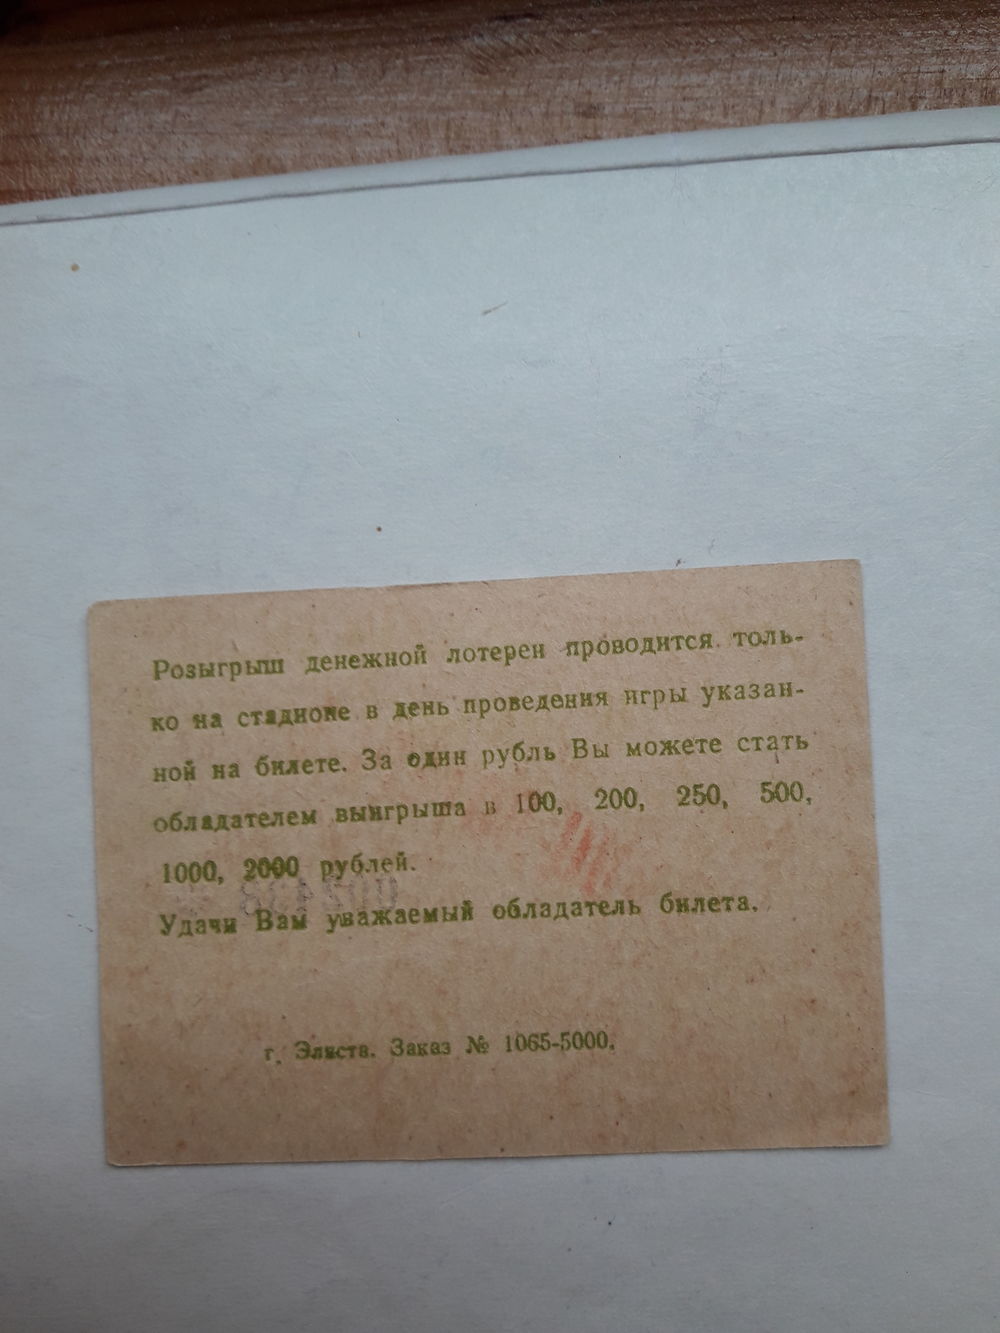 Розыгрыш денежной лотереи проводится толь-
ко на стадионе в день проведения игры указан-
ной на билете. За один рубль Вы можете стать
обладателем выигрыша в 100, 200, 250, 500,
1000, 2000 рублей.
Удачи Вам уважаемый обладатель билета.
г. Элиста. Заказ № 1065-5000.